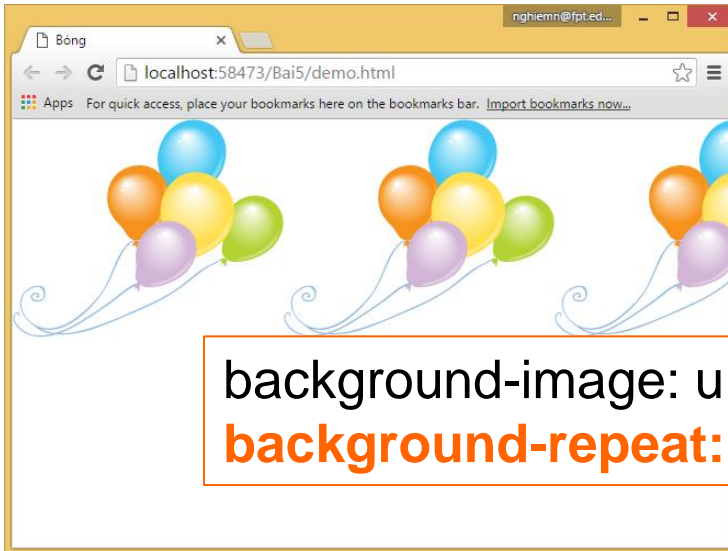 nghiemn@fpt.ed...
Bóng
localhost:58473/Bai5/demo.html
Apps For quick access, place your bookmarks here on the bookmarks bar. Import bookmarks now...
background-image: u
background-repeat: